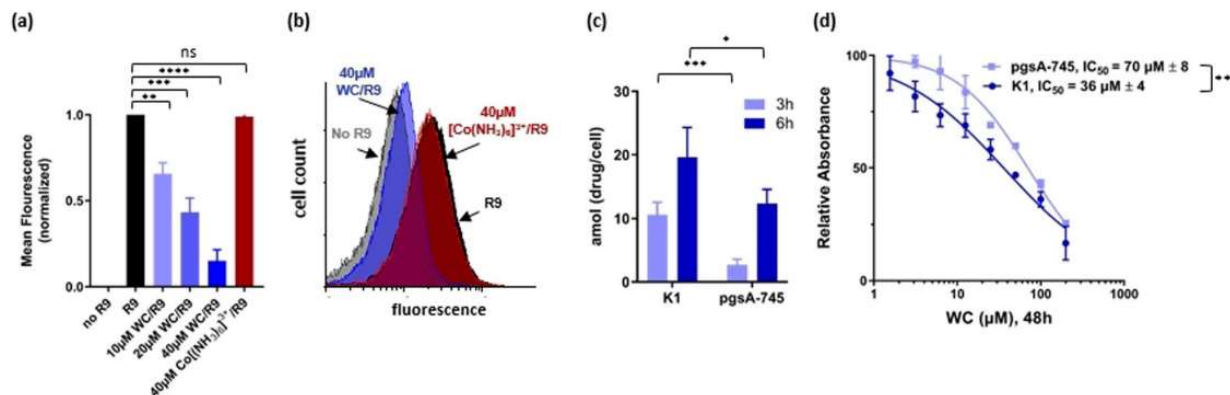 (a)
ns
****
***
**
Mean Flourescence
(normalized)
1.0
0.5
0.0
no R9
R9
10µM WC/R9
20µM WC/R9
40µM WC/R9
40µM Co[(NH3)6]3+/R9
(b)
40µM
WC/R9
No R9
40µM
[Co(NH3)6]3+/R9
R9
cell count
fluorescence
(c)
*
***
3h
6h
amol (drug/cell)
40
30
20
10
0
K1
pgsA-745
(d)
pgsA-745, IC50 = 70 µM ± 8
K1, IC50 = 36 µM ± 4
**
Relative Absorbance
100
50
0
1
10
100
1000
WC (µM), 48h